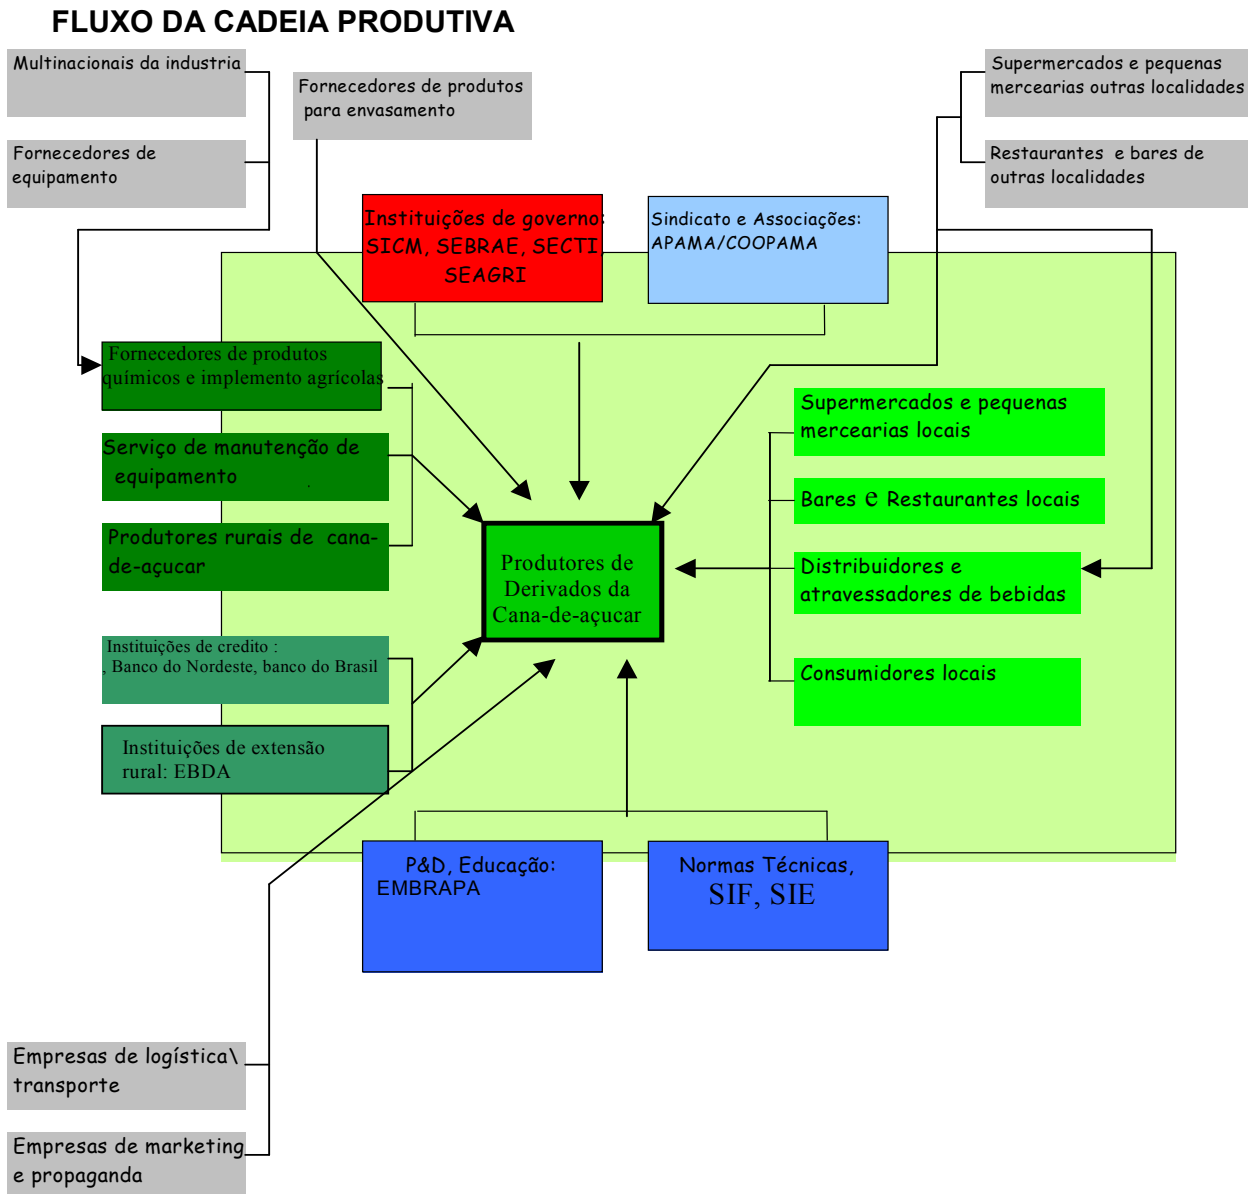 FLUXO DA CADEIA PRODUTIVA
Multinacionais da industria
Fornecedores de
equipamento
Fornecedores de produtos
para envasamento
Supermercados e pequenas
mercearias outras localidades
Restaurantes e bares de
outras localidades
Instituições de governo:
SICM, SEBRAE, SECTI,
SEAGRI
Sindicato e Associações:
APAMA/COOPAMA
Fornecedores de produtos
químicos e implemento agrícolas
Serviço de manutenção de
equipamento
.
Produtores rurais de cana-
de-açucar
Instituições de credito :
, Banco do Nordeste, banco do Brasil
Instituições de extensão
rural: EBDA
Produtores de
Derivados da
Cana-de-açucar
Supermercados e pequenas
mercearias locais
Bares e Restaurantes locais
Distribuidores e
atravessadores de bebidas
Consumidores locais
P&D, Educação:
EMBRAPA
Normas Técnicas,
SIF, SIE
Empresas de logística\
transporte
Empresas de marketing
e propaganda